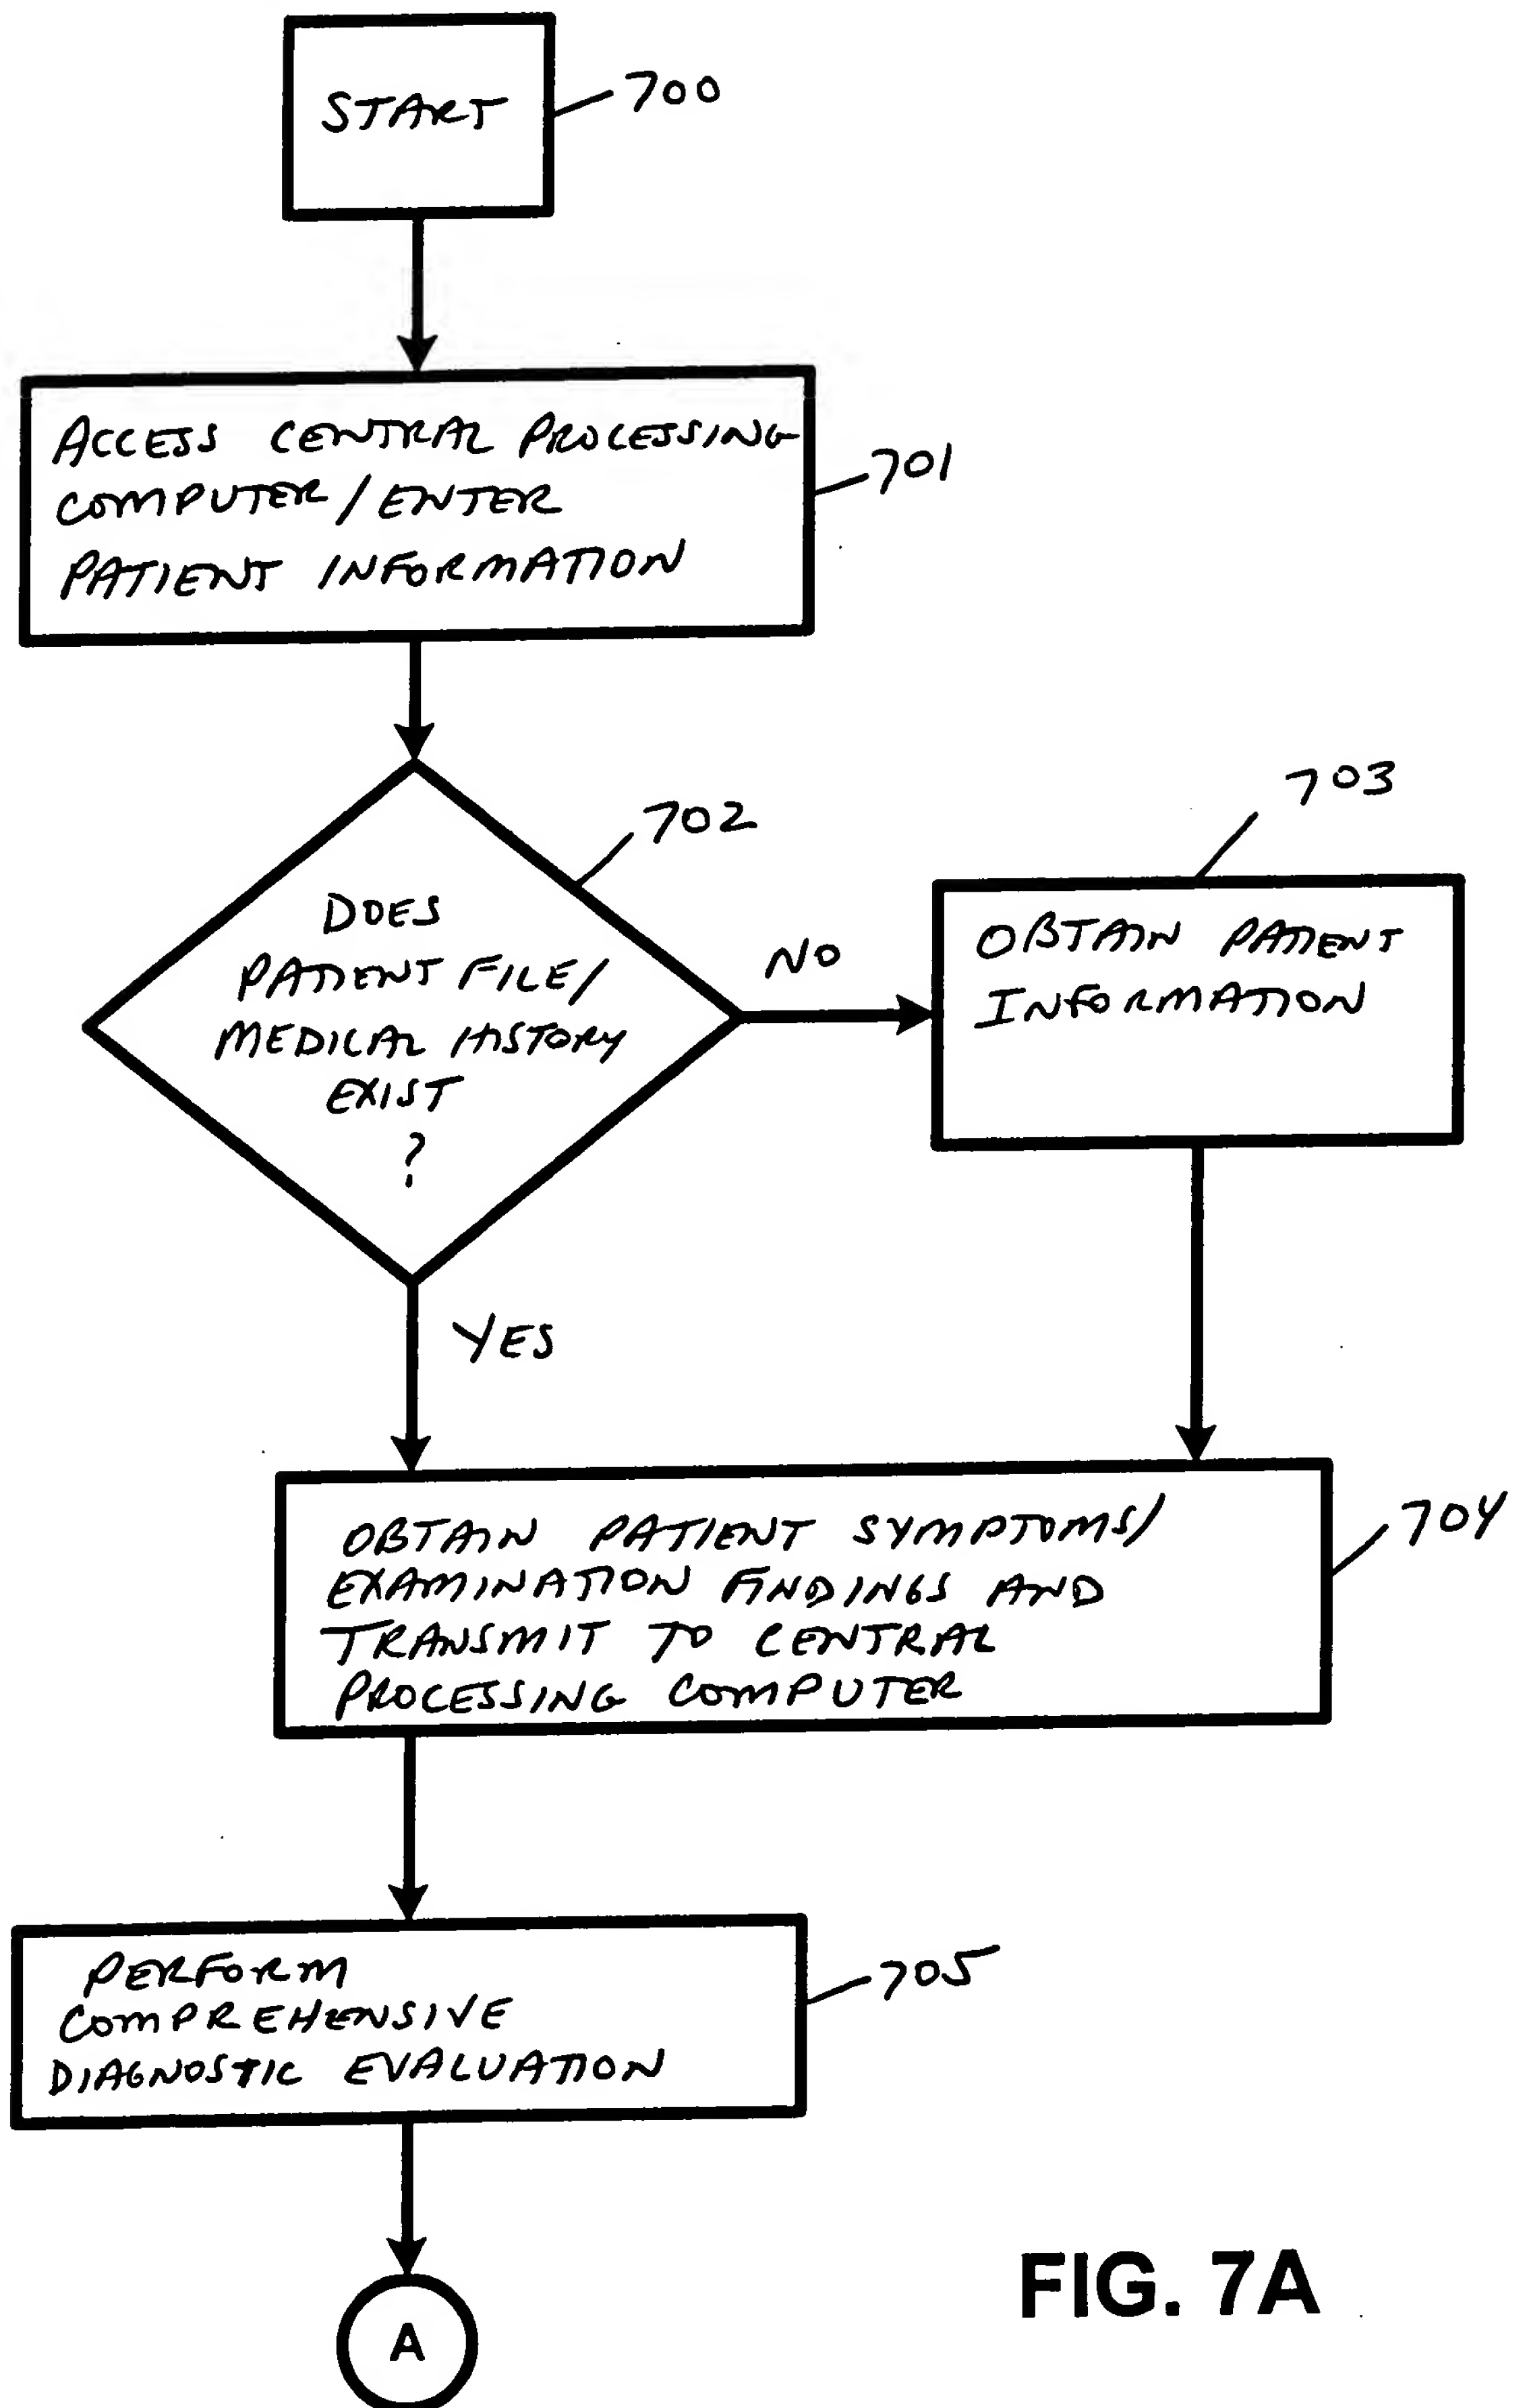 START
700
ACCESS CENTRAL PROCESSING
COMPUTER/ENTER
PATIENT INFORMATION
701
702
DOES
PATIENT FILE/
MEDICAL HISTORY
EXIST
?
NO
703
OBTAIN PATIENT
INFORMATION
YES
OBTAIN PATIENT SYMPTOMS/
EXAMINATION FINDINGS AND
TRANSMIT TO CENTRAL
PROCESSING COMPUTER
704
PERFORM
COMPREHENSIVE
DIAGNOSTIC EVALUATION
705
A
FIG. 7A